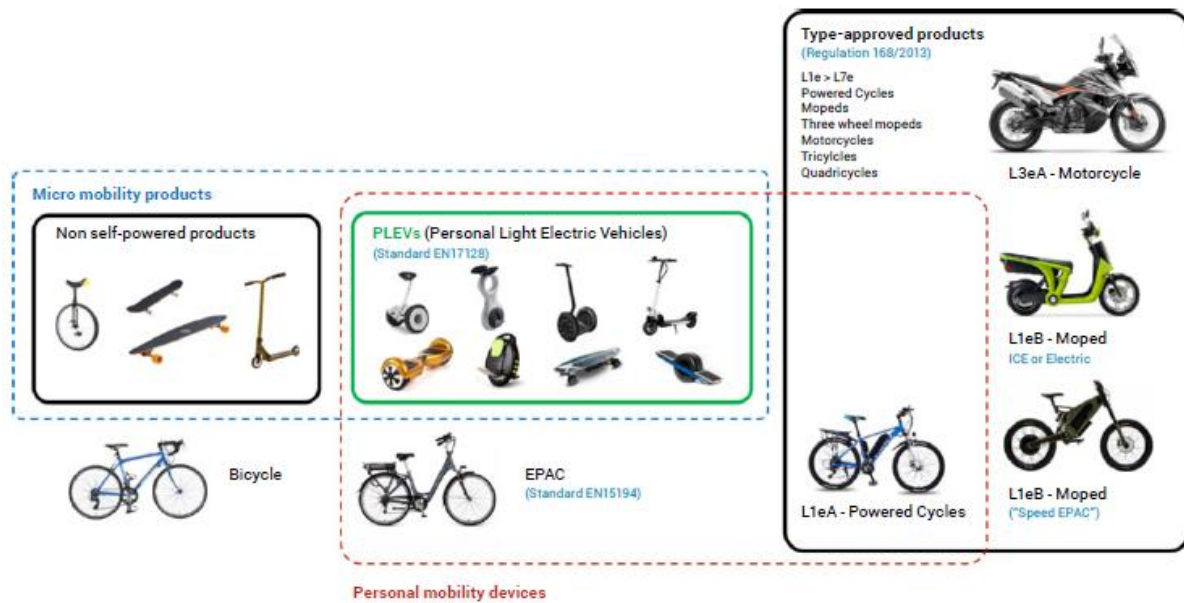 Type-approved products
(Regulation 168/2013)
L1e > L7e
Powered Cycles
Mopeds
Three wheel mopeds
Motorcycles
Tricylcles
Quadricycles
L3eA - Motorcycle
Micro mobility products
Non self-powered products
PLEVs (Personal Light Electric Vehicles)
(Standard EN17128)
L1eB - Moped
ICE or Electric
Bicycle
EPAC
(Standard EN15194)
L1eA - Powered Cycles
L1eB - Moped
("Speed EPAC")
Personal mobility devices